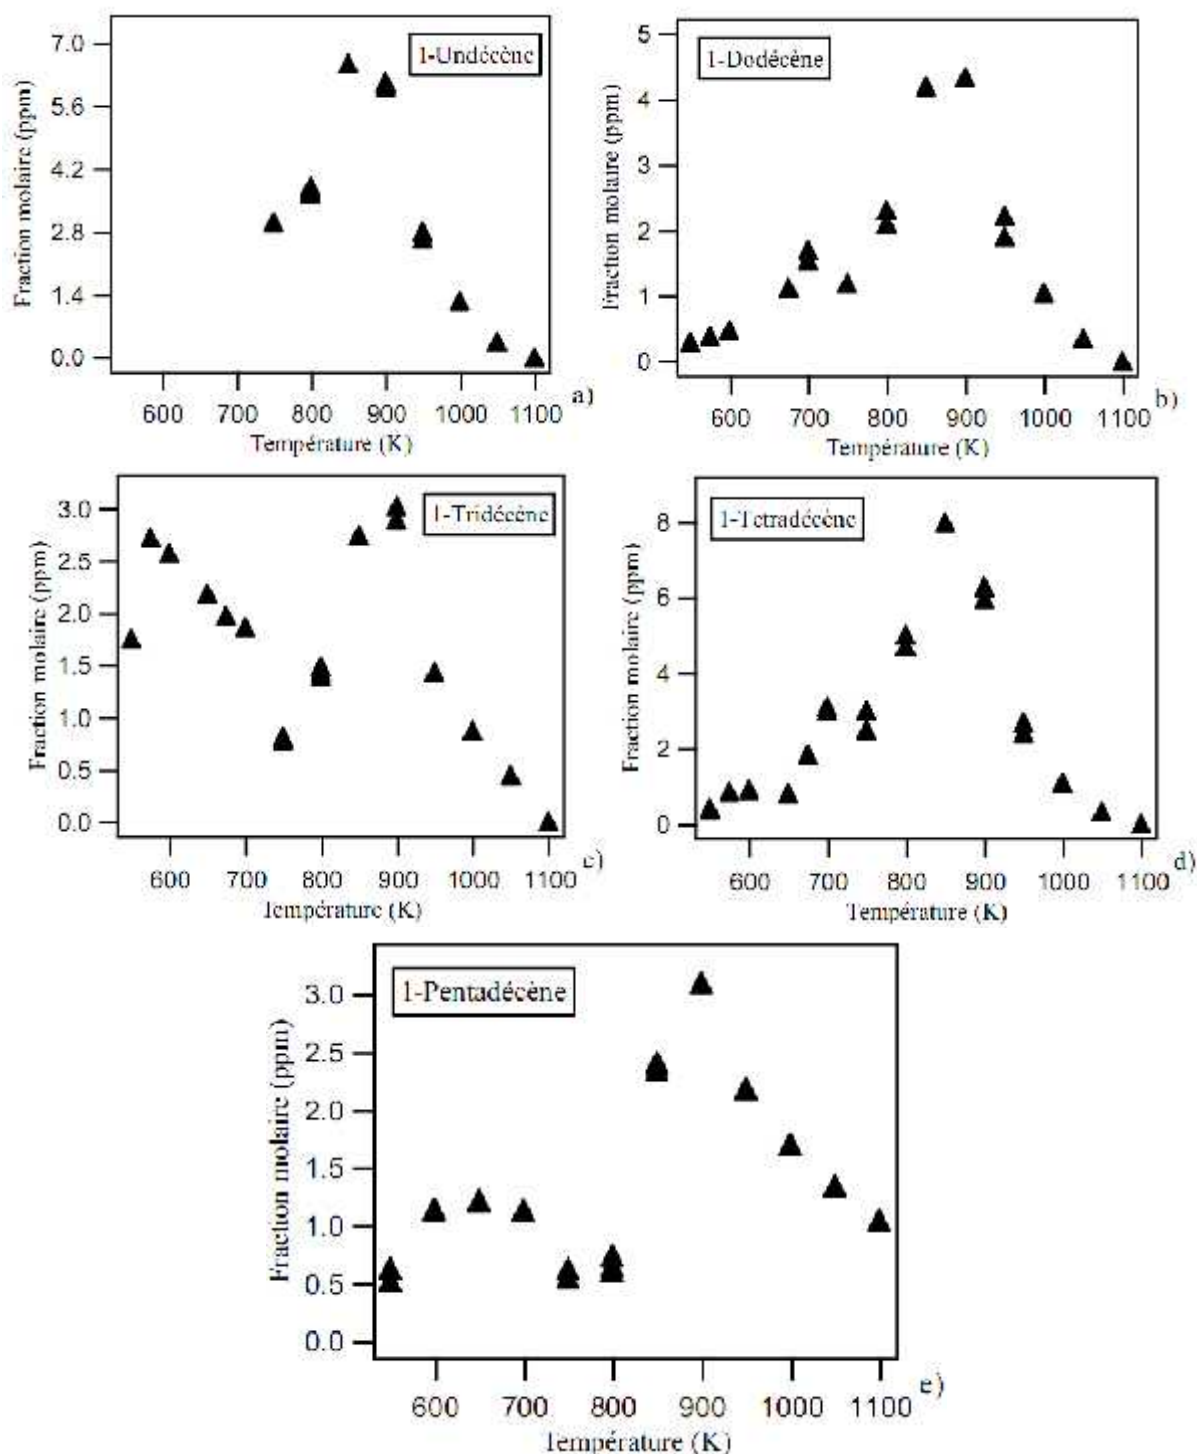 1-Undécène
Fraction molaire (ppm)
7.0
5.6
4.2
2.8
1.4
0.0
600 700 800 900 1000 1100
Température (K)
a)
1-Dodécène
Fraction molaire (ppm)
5
4
3
2
1
0
600 700 800 900 1000 1100
Température (K)
b)
1-Tridécène
Fraction molaire (ppm)
3.0
2.5
2.0
1.5
1.0
0.5
0.0
600 700 800 900 1000 1100
Température (K)
c)
1-Tetradécène
Fraction molaire (ppm)
8
6
4
2
0
600 700 800 900 1000 1100
Température (K)
d)
1-Pentadécène
Fraction molaire (ppm)
3.0
2.5
2.0
1.5
1.0
0.5
0.0
600 700 800 900 1000 1100
Température (K)
e)